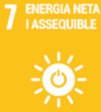 7 ENERGIA NETA
I ASSEQUIBLE